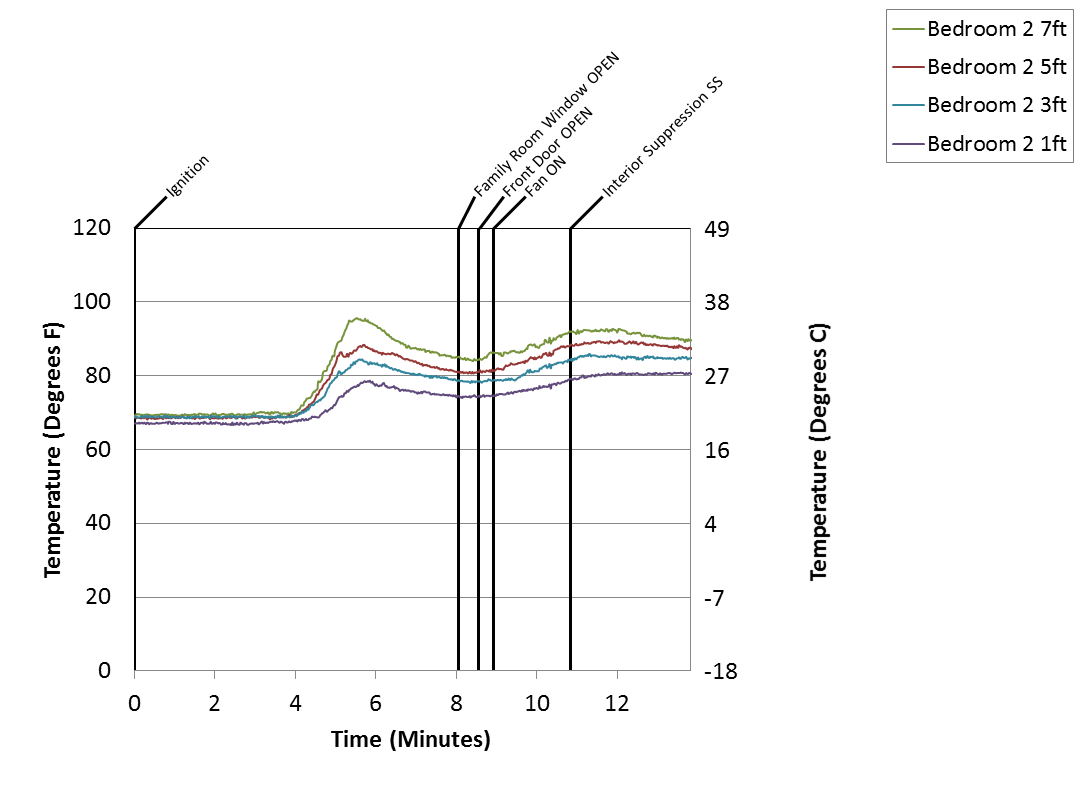 Bedroom 2 7ft
Bedroom 2 5ft
Bedroom 2 3ft
Bedroom 2 1ft
Ignition
Family Room Window OPEN
Front Door OPEN
Fan ON
Interior Suppression SS
Temperature (Degrees F)
120
100
80
60
40
20
0
49
38
27
16
4
-7
-18
Temperature (Degrees C)
0 2 4 6 8 10 12
Time (Minutes)